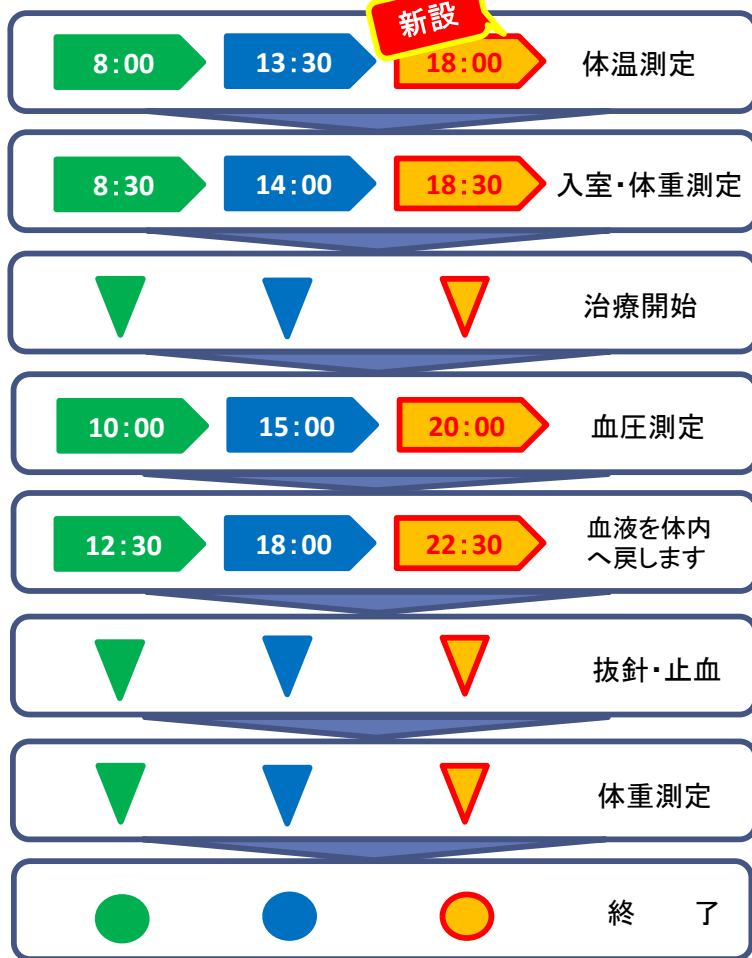 新設
8:00 13:30 18:00 体温測定
8:30 14:00 18:30 入室・体重測定
治療開始
10:00 15:00 20:00 血圧測定
12:30 18:00 22:30 血液を体内
へ戻します
抜針・止血
体重測定
終 了